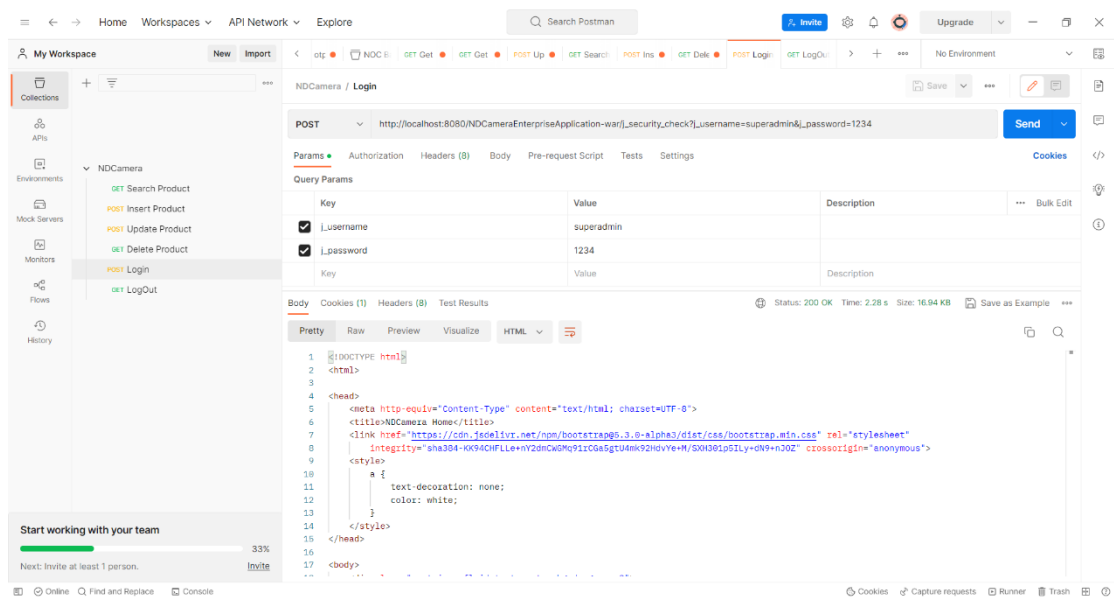 Home Workspaces API Network Explore Search Postman Invite Upgrade
My Workspace New Import NOC B GET Get GET Get POST Up GET Search POST Ins GET Dele POST Login GET LogOut No Environment
Collections
APIs
Environments
Mock Servers
Monitors
Flows
History
NDCamera
GET Search Product
POST Insert Product
POST Update Product
GET Delete Product
POST Login
GET LogOut
Start working with your team
33%
Next: Invite at least 1 person. Invite
NDCamera / Login Save
POST http://localhost:8080/NDCameraEnterpriseApplication-war/j_security_check?j_username=superadmin&j_password=1234 Send
Params Authorization Headers (8) Body Pre-request Script Tests Settings Cookies
Query Params
Key Value Description Bulk Edit
j_username superadmin
j_password 1234
Key Value Description
Body Cookies (1) Headers (8) Test Results Status: 200 OK Time: 2.28 s Size: 16.94 KB Save as Example
Pretty Raw Preview Visualize HTML
1 <!DOCTYPE html>
2 <html>
3
4 <head>
5 <meta http-equiv="Content-Type" content="text/html; charset=UTF-8">
6 <title>NDCamera Home</title>
7 <link href="https://cdn.jsdelivr.net/npm/bootstrap@5.3.0-alpha3/dist/css/bootstrap.min.css" rel="stylesheet"
8 integrity="sha384-KK94CHFLLe+nY2dmCWGMq91rCGa5gtU4mk92HdvYe+M/SXH301p5ILy+dN9+nJOZ" crossorigin="anonymous">
9 <style>
10 a {
11 text-decoration: none;
12 color: white;
13 }
14 </style>
15 </head>
16
17 <body>
Online Find and Replace Console Cookies Capture requests Runner Trash